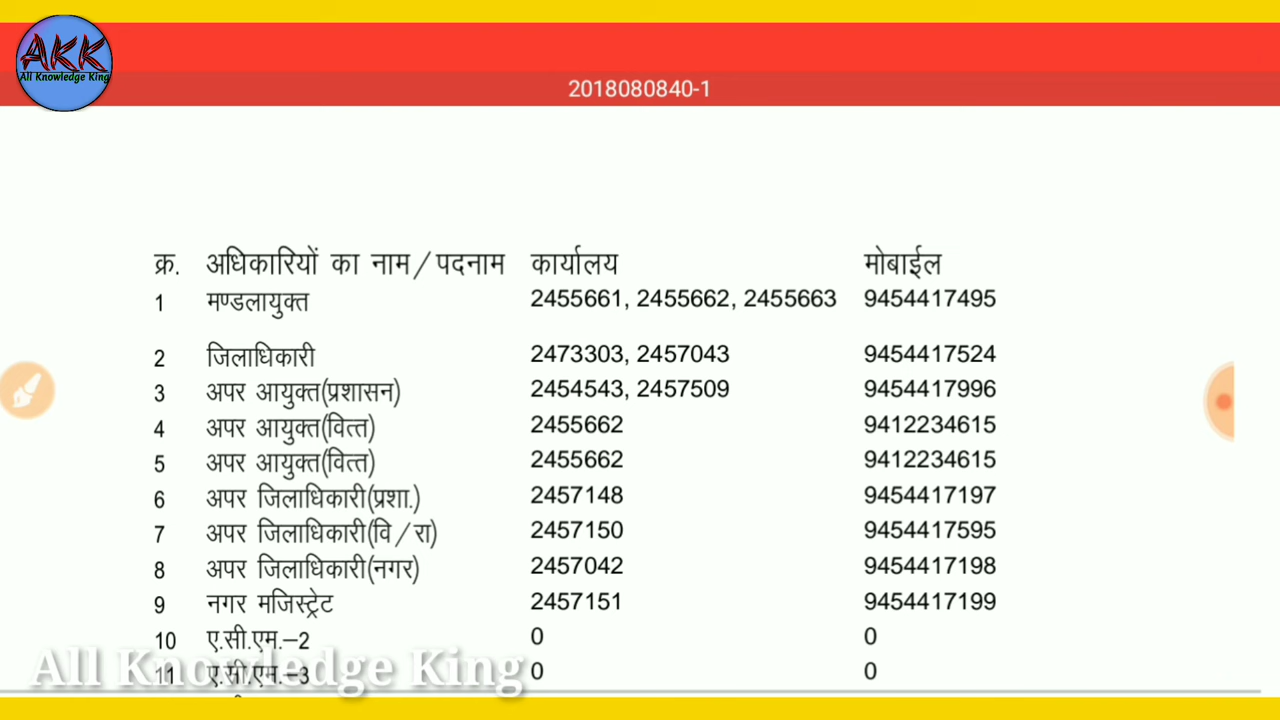 AKK
All Knowledge King
2018080840-1
क्र. अधिकारियों का नाम/पदनाम कार्यालय मोबाईल
1 मण्डलायुक्त 2455661, 2455662, 2455663 9454417495
2 जिलाधिकारी 2473303, 2457043 9454417524
3 अपर आयुक्त(प्रशासन) 2454543, 2457509 9454417996
4 अपर आयुक्त(वित्त) 2455662 9412234615
5 अपर आयुक्त(वित्त) 2455662 9412234615
6 अपर जिलाधिकारी(प्रशा.) 2457148 9454417197
7 अपर जिलाधिकारी(वि/रा) 2457150 9454417595
8 अपर जिलाधिकारी(नगर) 2457042 9454417198
9 नगर मजिस्ट्रेट 2457151 9454417199
10 ए.सी.एम.–2 0 0
11 ए.सी.एम.–3 0 0
All Knowledge King